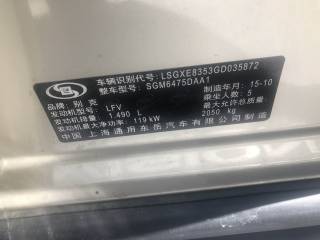 车辆识别代号:LSGXE8353GD035872
整车型号:SGM6475DAA1
品牌:别克 制造年月:15-10
发动机型号:LFV 乘坐人数:5
发动机排量:1.490 L 最大允许总质量
发动机最大净功率:119kW 2050 kg
中国 上海通用东岳汽车有限公司制造